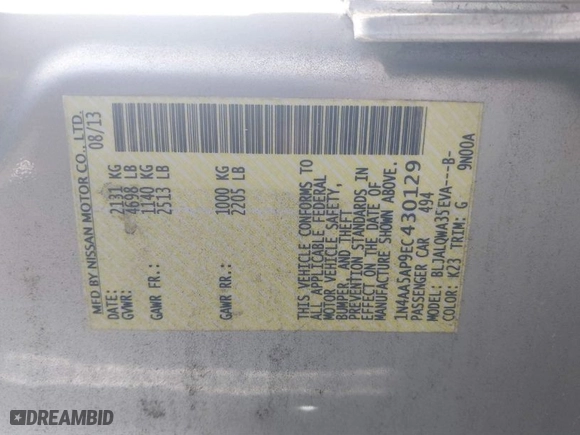 MFD BY NISSAN MOTOR CO., LTD.
08/13
DATE:
GVWR: 2131 KG
4698 LB
GAWR FR: 1140 KG
2513 LB
GAWR RR: 1000 KG
2205 LB
THIS VEHICLE CONFORMS TO
ALL APPLICABLE FEDERAL
MOTOR VEHICLE SAFETY,
BUMPER, AND THEFT
PREVENTION STANDARDS IN
EFFECT ON THE DATE OF
MANUFACTURE SHOWN ABOVE.
1N4AA5AP9EC430129
PASSENGER CAR 494
MODEL: BLJALQWA35EVA---B-
COLOR: K23 TRIM: G 9N00A
DREAMBID